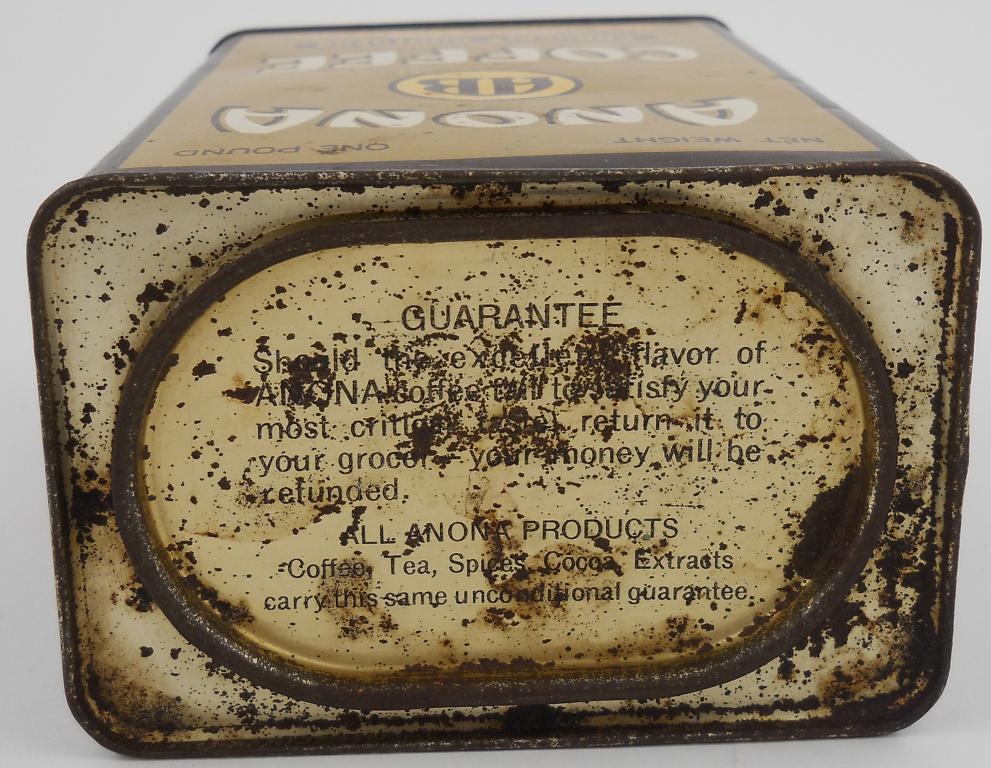 NET WEIGHT ONE POUND
ANONA
COFFEE
GUARANTEE
Should the excellent flavor of
ANONA coffee fail to satisfy your
most critical taste, return it to
your grocer - your money will be
refunded.
ALL ANONA PRODUCTS
Coffee, Tea, Spices, Cocoa, Extracts
carry this same unconditional guarantee.